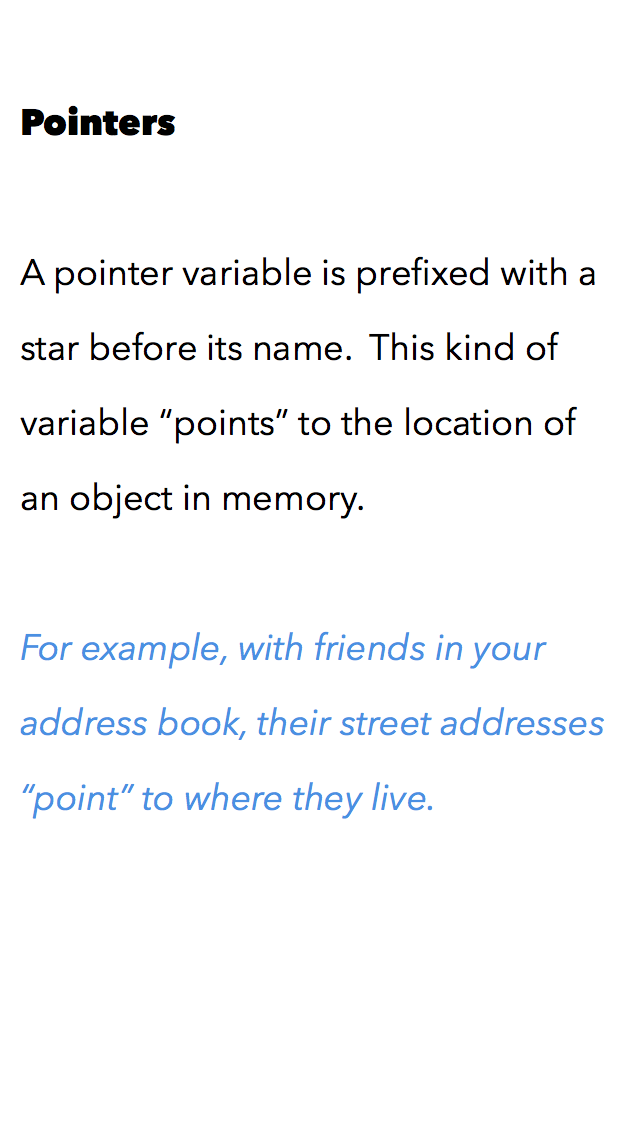 Pointers
A pointer variable is prefixed with a
star before its name.  This kind of
variable “points” to the location of
an object in memory.
For example, with friends in your
address book, their street addresses
“point” to where they live.